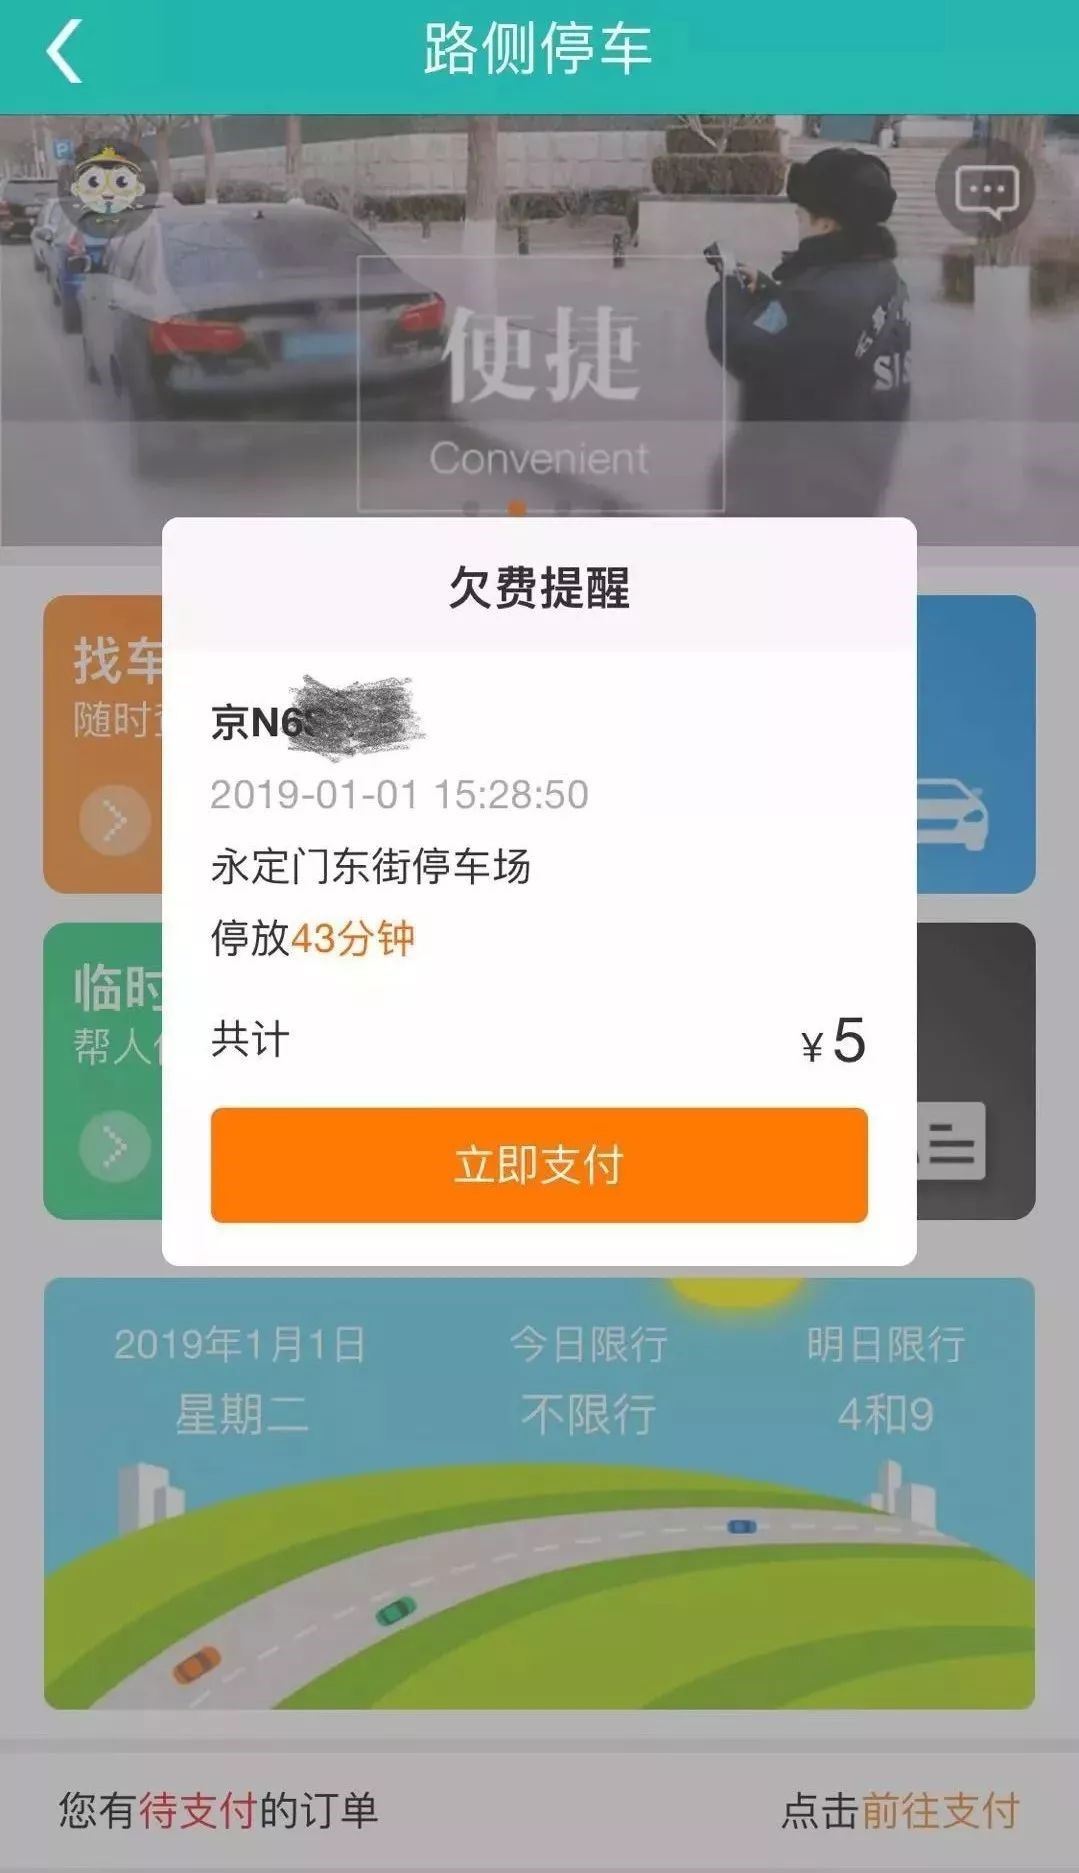 路侧停车
P
便捷
Convenient
欠费提醒
找车
随时
京N6
2019-01-01 15:28:50
永定门东街停车场
停放43分钟
共计
¥5
立即支付
临时
帮人
2019年1月1日
今日限行
明日限行
星期二
不限行
4和9
您有待支付的订单
点击前往支付